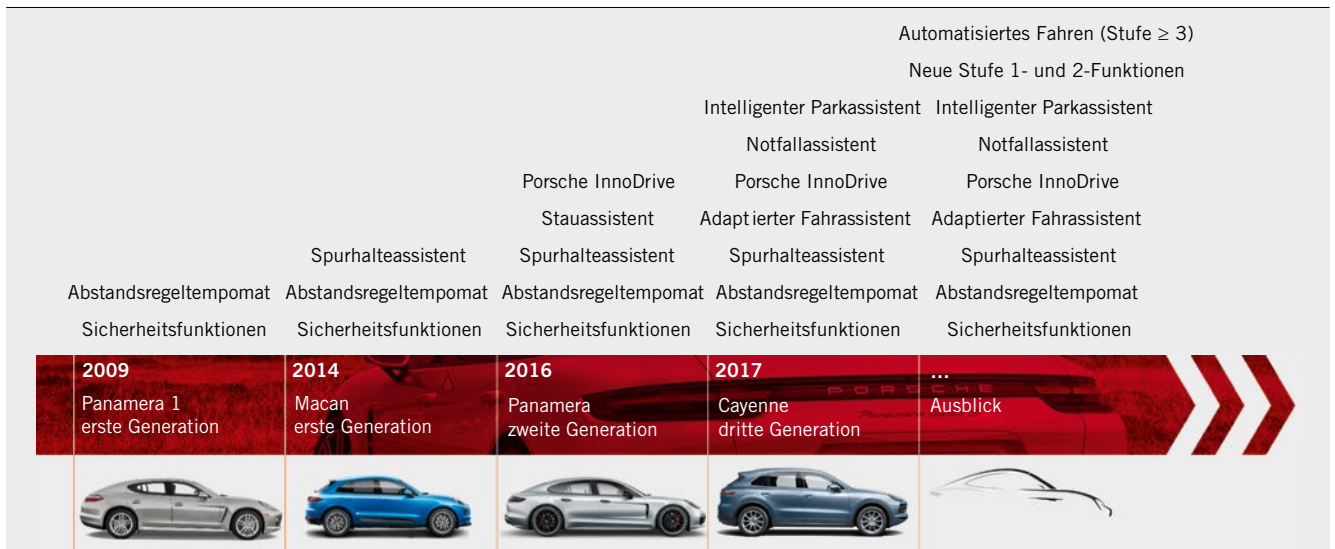 Automatisiertes Fahren (Stufe ≥ 3)
Neue Stufe 1- und 2-Funktionen
Intelligenter Parkassistent Intelligenter Parkassistent
Notfallassistent Notfallassistent
Porsche InnoDrive Porsche InnoDrive Porsche InnoDrive
Stauassistent Adaptierter Fahrassistent Adaptierter Fahrassistent
Spurhalteassistent Spurhalteassistent Spurhalteassistent Spurhalteassistent
Abstandsregeltempomat Abstandsregeltempomat Abstandsregeltempomat Abstandsregeltempomat Abstandsregeltempomat
Sicherheitsfunktionen Sicherheitsfunktionen Sicherheitsfunktionen Sicherheitsfunktionen Sicherheitsfunktionen
2009
Panamera 1
erste Generation
2014
Macan
erste Generation
2016
Panamera
zweite Generation
2017
Cayenne
dritte Generation
...
Ausblick
PORSCHE